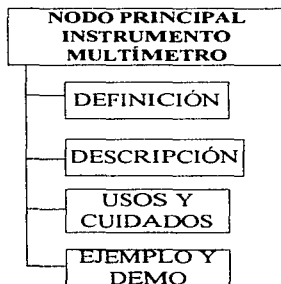 NODO PRINCIPAL
INSTRUMENTO
MULTÍMETRO
DEFINICIÓN
DESCRIPCIÓN
USOS Y
CUIDADOS
EJEMPLO Y
DEMO